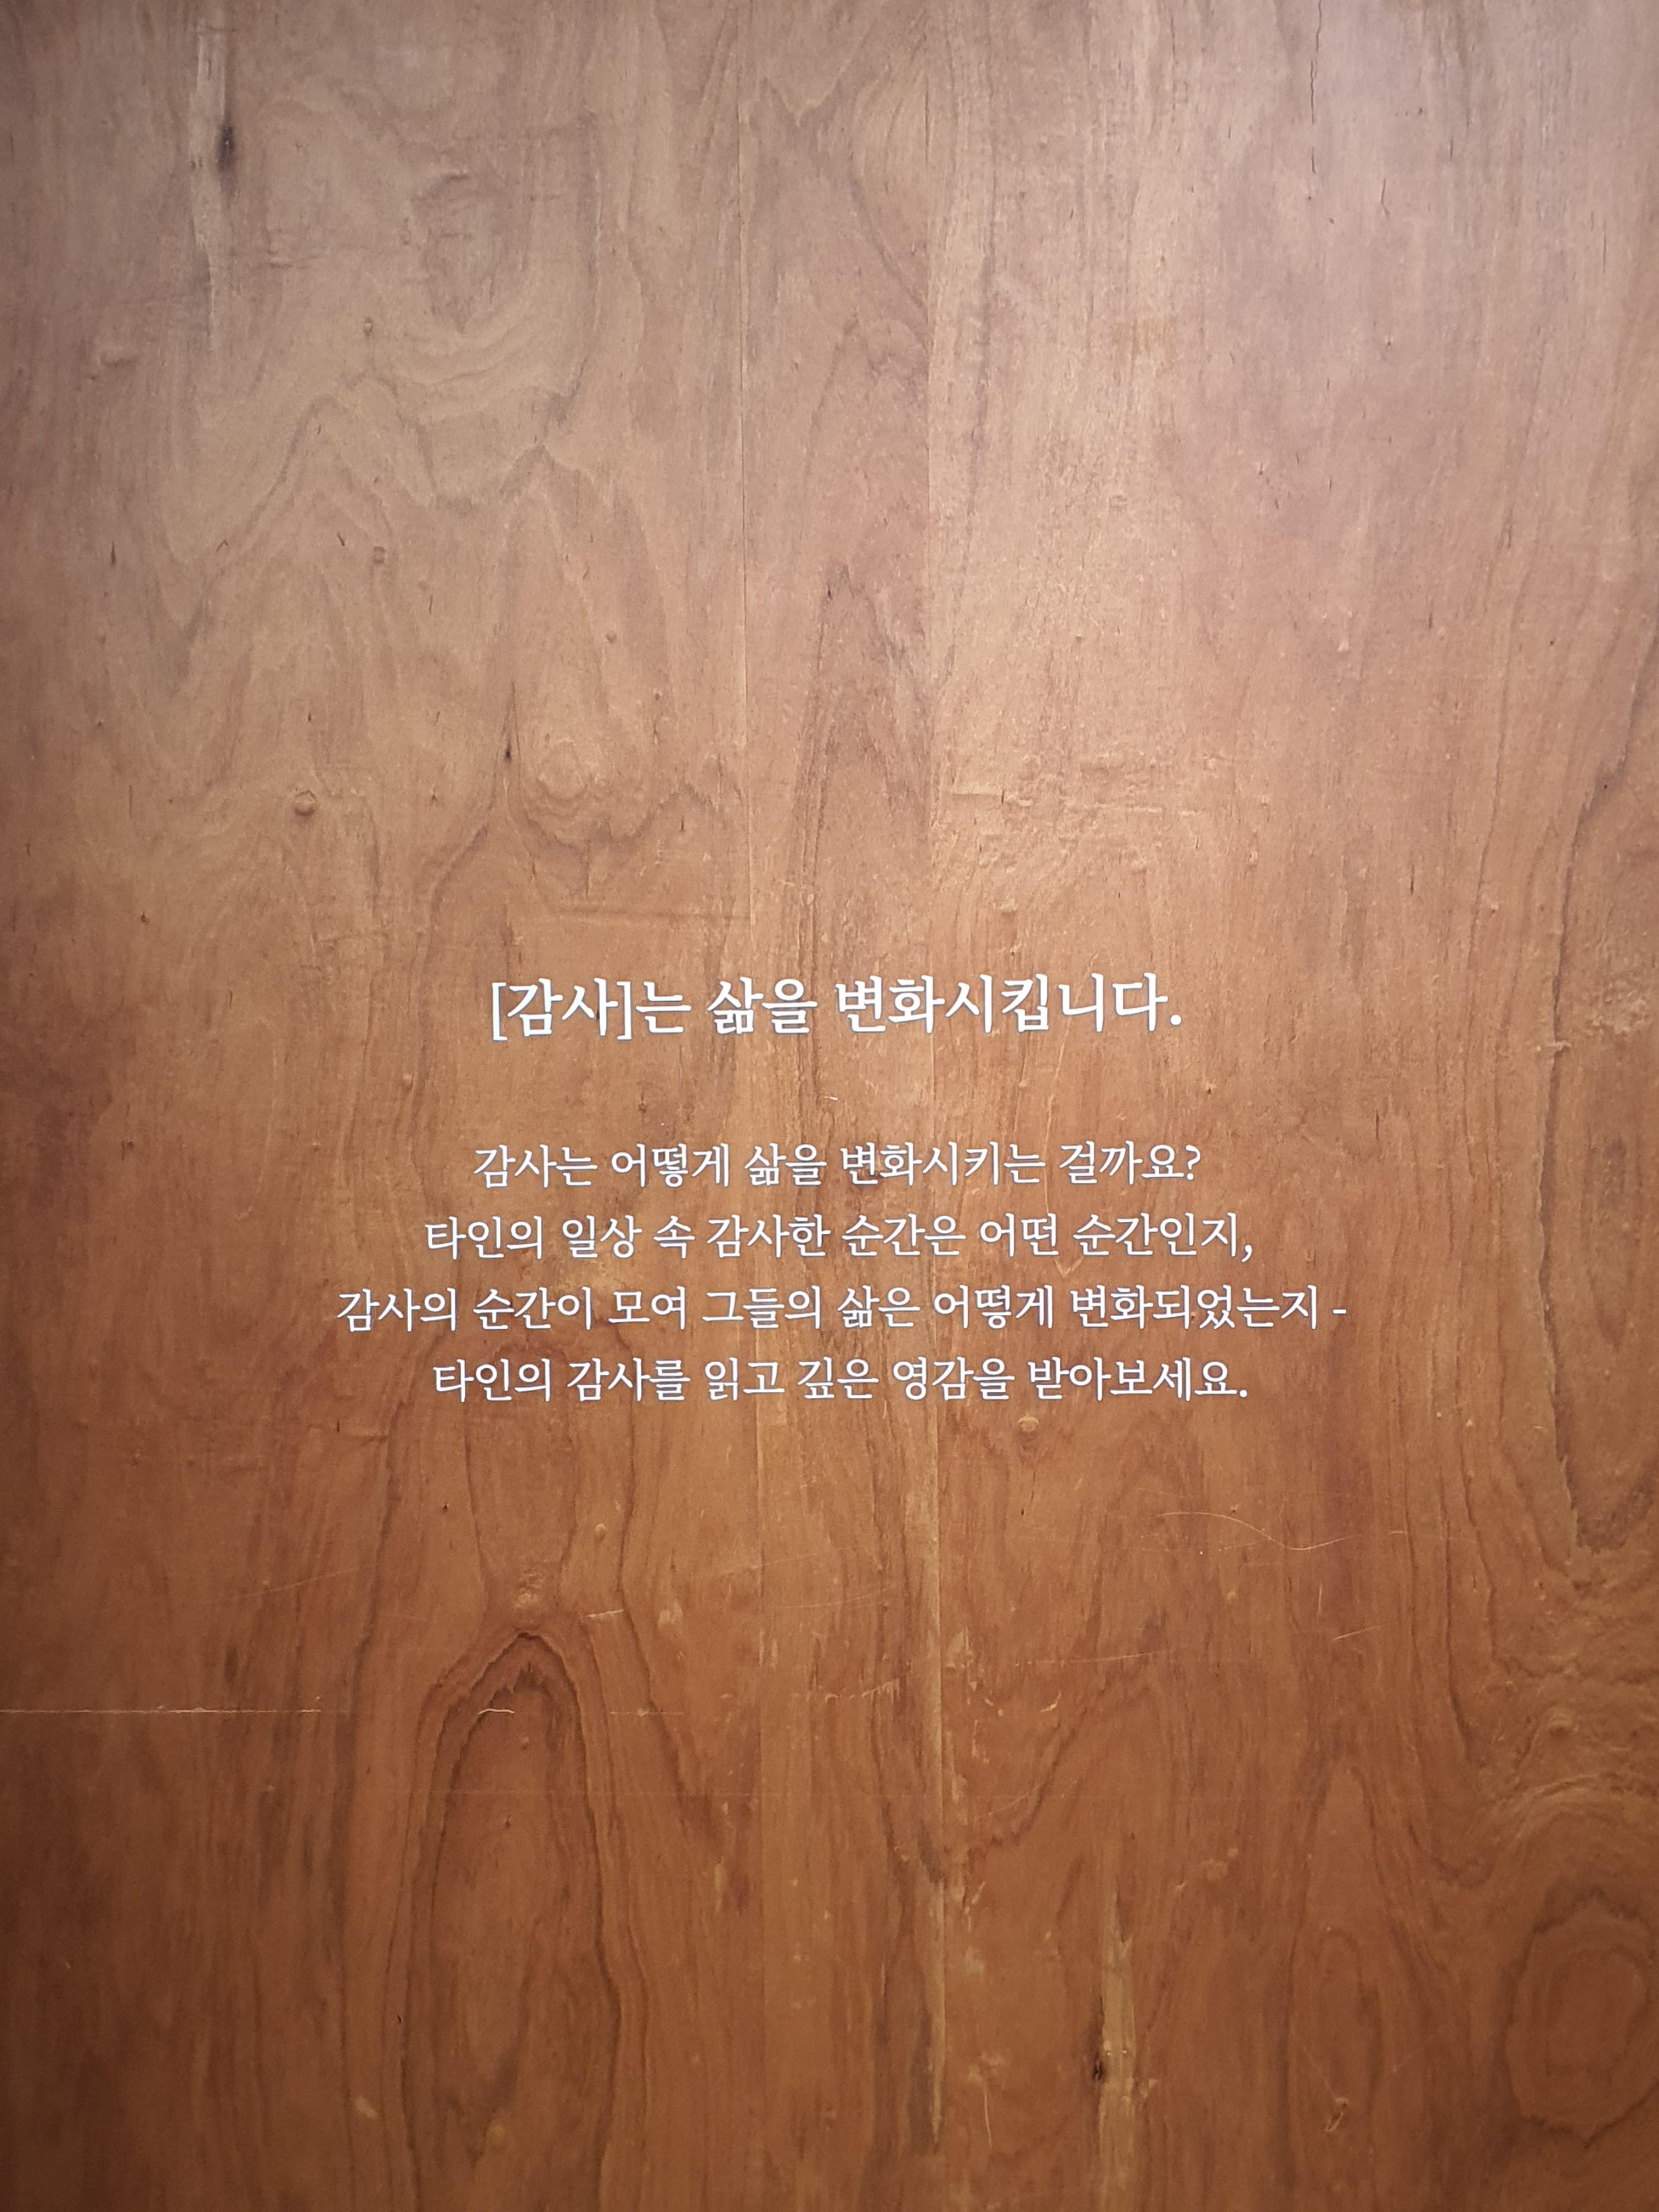 [감사]는 삶을 변화시킵니다.
감사는 어떻게 삶을 변화시키는 걸까요?
타인의 일상 속 감사한 순간은 어떤 순간인지,
감사의 순간이 모여 그들의 삶은 어떻게 변화되었는지 -
타인의 감사를 읽고 깊은 영감을 받아보세요.